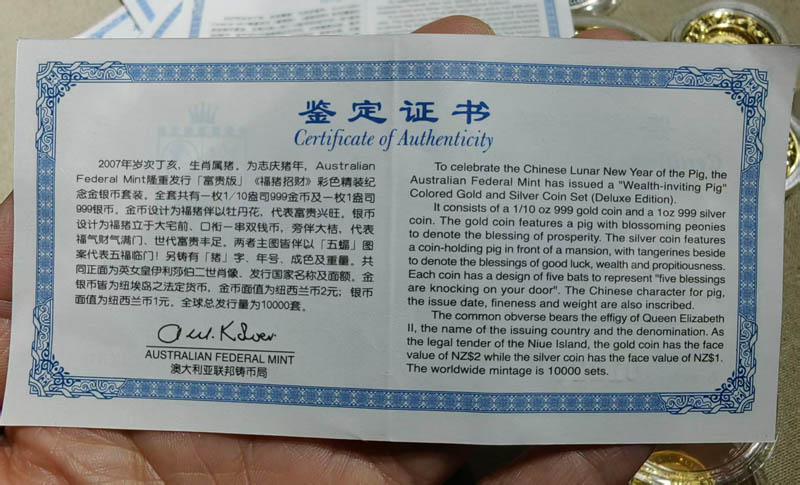 鉴定证书
Certificate of Authenticity
2007年岁次丁亥，生肖属猪。为志庆猪年，Australian
Federal Mint隆重发行「富贵版」《福猪招财》彩色精装纪
念金银币套装。全套共有一枚1/10盎司999金币及一枚1盎司
999银币。金币设计为福猪伴以牡丹花，代表富贵兴旺。银币
设计为福猪立于大宅前、口衔一串双钱币，旁伴大桔，代表
福气财气满门、世代富贵丰足。两者主图皆伴以「五蝠」图
案代表五福临门！另铸有「猪」字、年号、成色及重量。共
同正面为英女皇伊利莎伯二世肖像、发行国家名称及面额。金
银币皆为纽埃岛之法定货币，金币面值为纽西兰币2元；银币
面值为纽西兰币1元。全球总发行量为10000套。
AUSTRALIAN FEDERAL MINT
澳大利亚联邦铸币局
To celebrate the Chinese Lunar New Year of the Pig, the
Australian Federal Mint has issued a "Wealth-inviting Pig"
Colored Gold and Silver Coin Set (Deluxe Edition).
It consists of a 1/10 oz 999 gold coin and a 1oz 999 silver
coin. The gold coin features a pig with blossoming peonies
to denote the blessing of prosperity. The silver coin features
a coin-holding pig in front of a mansion, with tangerines beside
to denote the blessings of good luck, wealth and propitiousness.
Each coin has a design of five bats to represent "five blessings
are knocking on your door". The Chinese character for pig,
the issue date, fineness and weight are also inscribed.
The common obverse bears the effigy of Queen Elizabeth
II, the name of the issuing country and the denomination. As
the legal tender of the Niue Island, the gold coin has the face
value of NZ$2 while the silver coin has the face value of NZ$1.
The worldwide mintage is 10000 sets.